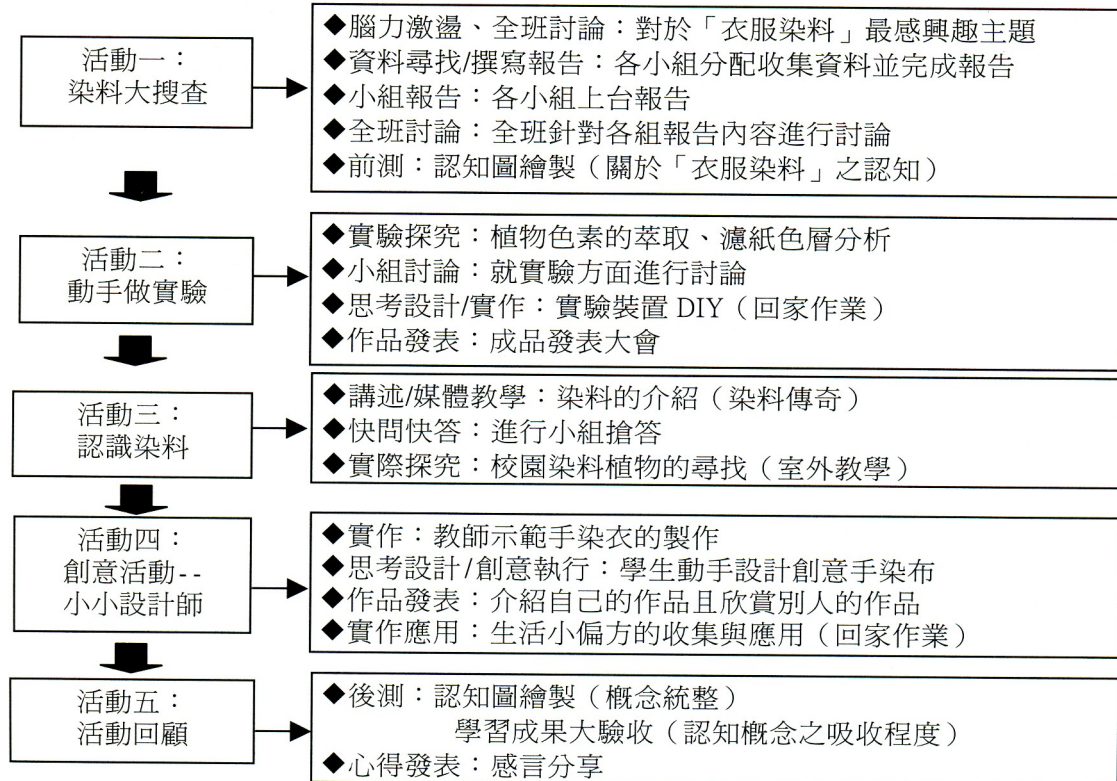 活動一：
染料大搜查
◆腦力激盪、全班討論：對於「衣服染料」最感興趣主題
◆資料尋找/撰寫報告：各小組分配收集資料並完成報告
◆小組報告：各小組上台報告
◆全班討論：全班針對各組報告內容進行討論
◆前測：認知圖繪製（關於「衣服染料」之認知）
活動二：
動手做實驗
◆實驗探究：植物色素的萃取、濾紙色層分析
◆小組討論：就實驗方面進行討論
◆思考設計/實作：實驗裝置 DIY（回家作業）
◆作品發表：成品發表大會
活動三：
認識染料
◆講述/媒體教學：染料的介紹（染料傳奇）
◆快問快答：進行小組搶答
◆實際探究：校園染料植物的尋找（室外教學）
活動四：
創意活動--
小小設計師
◆實作：教師示範手染衣的製作
◆思考設計/創意執行：學生動手設計創意手染布
◆作品發表：介紹自己的作品且欣賞別人的作品
◆實作應用：生活小偏方的收集與應用（回家作業）
活動五：
活動回顧
◆後測：認知圖繪製（概念統整）
學習成果大驗收（認知概念之吸收程度）
◆心得發表：感言分享